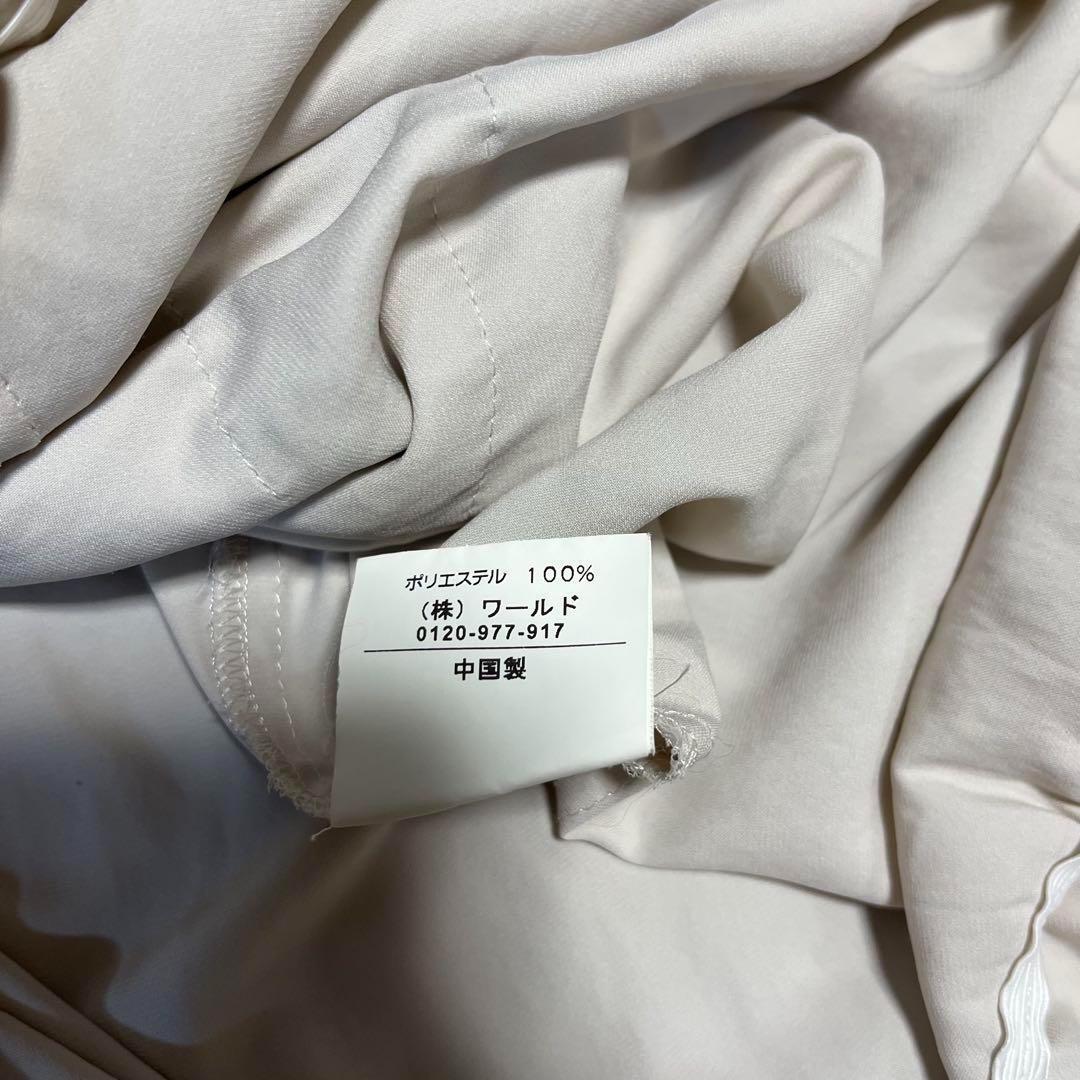 ポリエステル 100%
(株) ワールド
0120-977-917
中国製